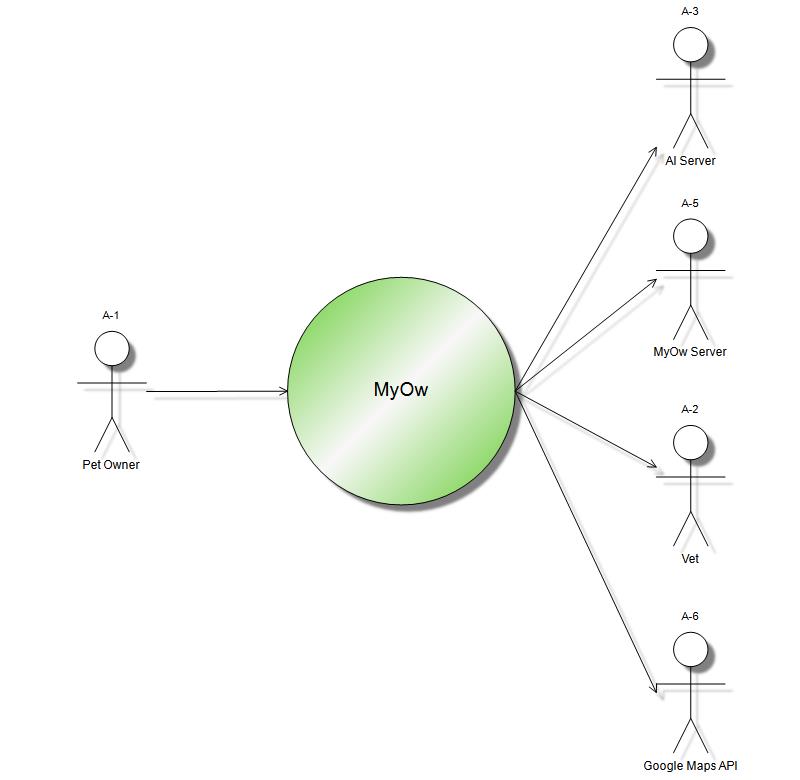 A-3
AI Server
A-5
MyOw Server
A-1
Pet Owner
MyOw
A-2
Vet
A-6
Google Maps API